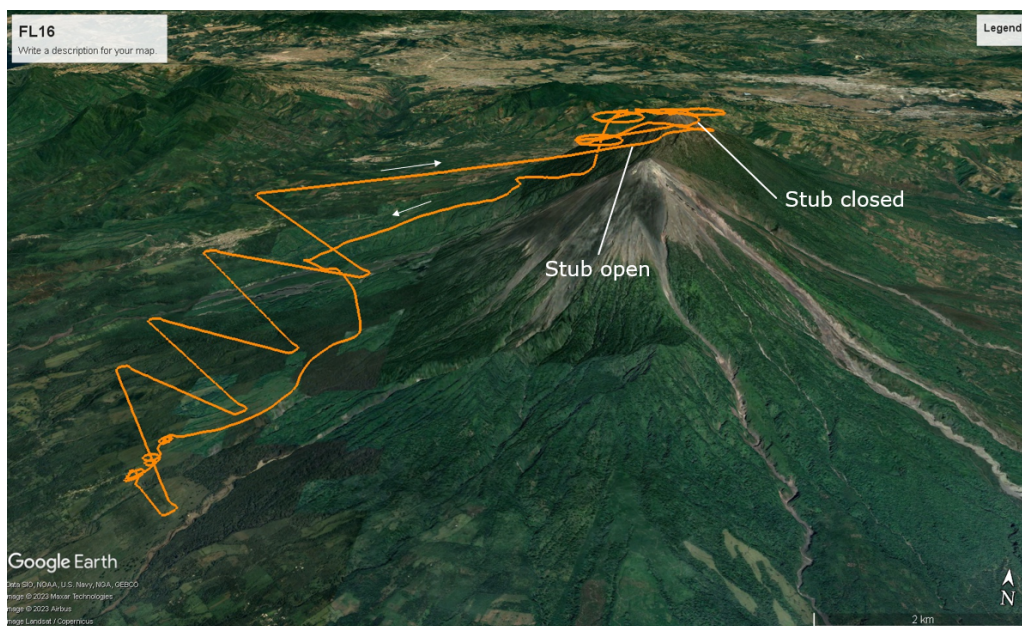 FL16
Write a description for your map.
Legend
Stub closed
Stub open
Google Earth
Data SIO, NOAA, U.S. Navy, NGA, GEBCO
Image © 2023 Maxar Technologies
Image © 2023 Airbus
Image Landsat / Copernicus
N
2 km